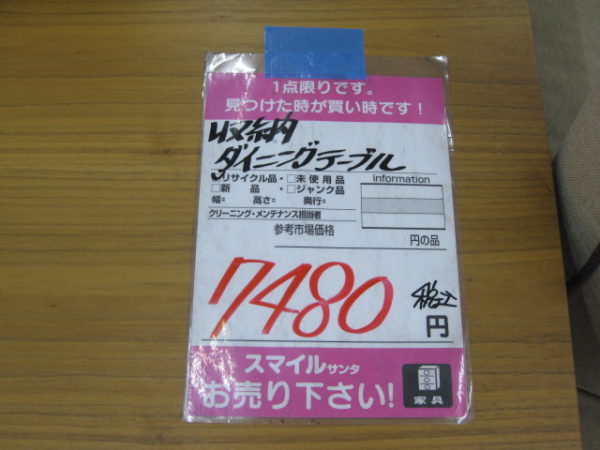 1点限りです。
見つけた時が買い時です!
収納
ダイニングテーブル
リサイクル品・□未使用品
information
□新品・□ジャンク品
幅= 高さ= 奥行=
クリーニング・メンテナンス担当者
参考市場価格
円の品
7480
税込
円
スマイルサンタ
お売り下さい!
家具